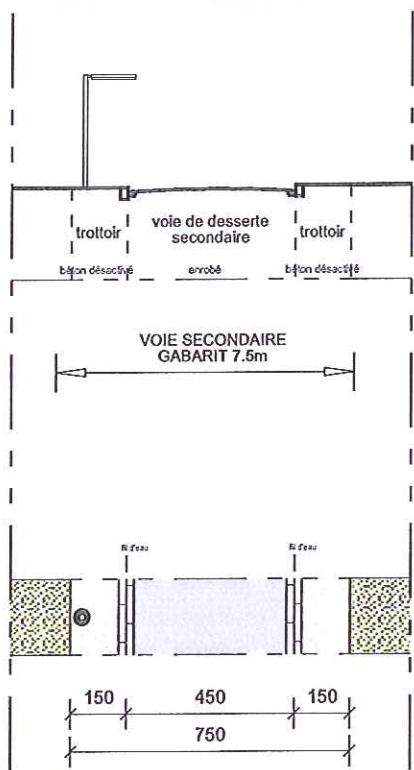 trottoir
voie de desserte
secondaire
trottoir
béton désactivé
enrobé
béton désactivé
VOIE SECONDAIRE
GABARIT 7.5m
fil d'eau
fil d'eau
150
450
150
750